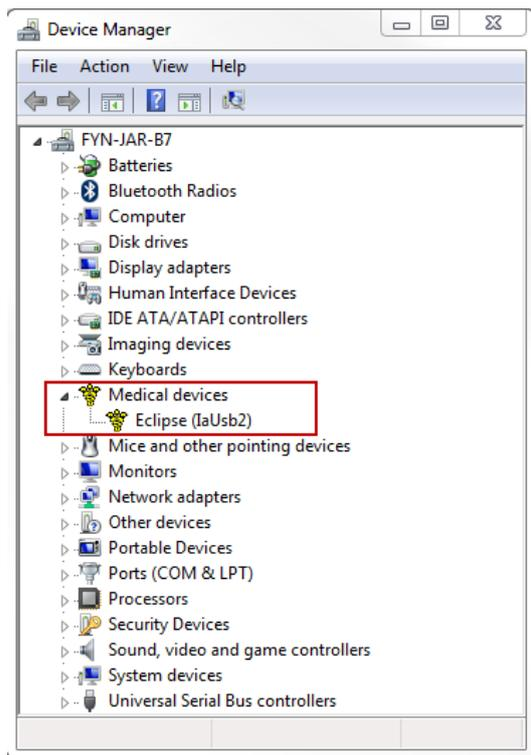 Device Manager
File Action View Help
FYN-JAR-B7
Batteries
Bluetooth Radios
Computer
Disk drives
Display adapters
Human Interface Devices
IDE ATA/ATAPI controllers
Imaging devices
Keyboards
Medical devices
Eclipse (IaUsb2)
Mice and other pointing devices
Monitors
Network adapters
Other devices
Portable Devices
Ports (COM & LPT)
Processors
Security Devices
Sound, video and game controllers
System devices
Universal Serial Bus controllers